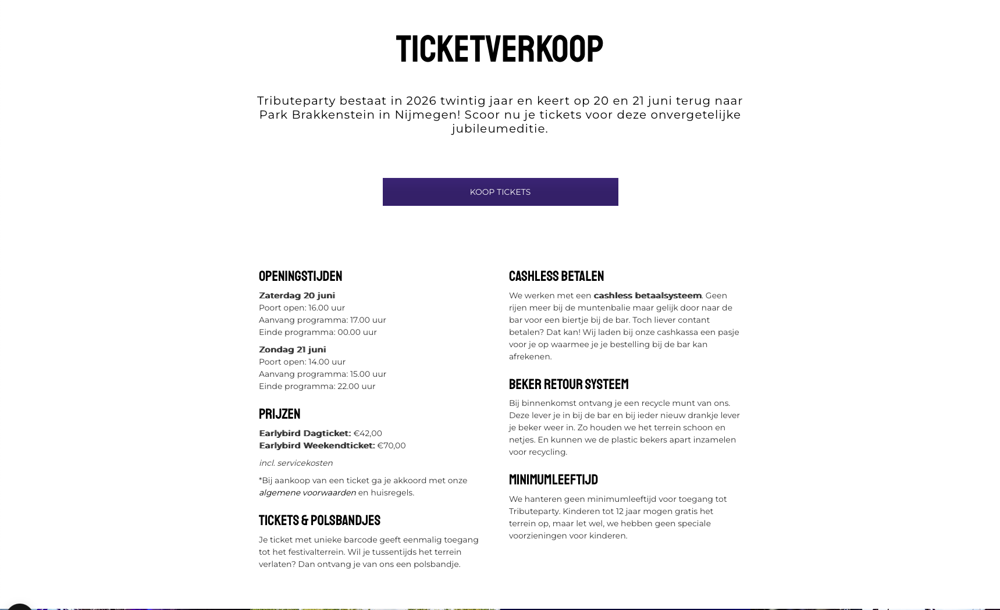 TICKETVERKOOP
Tributeparty bestaat in 2026 twintig jaar en keert op 20 en 21 juni terug naar
Park Brakkenstein in Nijmegen! Scoor nu je tickets voor deze onvergetelijke
jubileumeditie.
KOOP TICKETS
OPENINGSTIJDEN
Zaterdag 20 juni
Poort open: 16.00 uur
Aanvang programma: 17.00 uur
Einde programma: 00.00 uur
Zondag 21 juni
Poort open: 14.00 uur
Aanvang programma: 15.00 uur
Einde programma: 22.00 uur
PRIJZEN
Earlybird Dagticket: €42,00
Earlybird Weekendticket: €70,00
incl. servicekosten
*Bij aankoop van een ticket ga je akkoord met onze
algemene voorwaarden en huisregels.
TICKETS & POLSBANDJES
Je ticket met unieke barcode geeft eenmalig toegang
tot het festivalterrein. Wil je tussentijds het terrein
verlaten? Dan ontvang je van ons een polsbandje.
CASHLESS BETALEN
We werken met een cashless betaalsysteem. Geen
rijen meer bij de muntenbalie maar gelijk door naar de
bar voor een biertje bij de bar. Toch liever contant
betalen? Dat kan! Wij laden bij onze cashkassa een pasje
voor je op waarmee je je bestelling bij de bar kan
afrekenen.
BEKER RETOUR SYSTEEM
Bij binnenkomst ontvang je een recycle munt van ons.
Deze lever je in bij de bar en bij ieder nieuw drankje lever
je beker weer in. Zo houden we het terrein schoon en
netjes. En kunnen we de plastic bekers apart inzamelen
voor recycling.
MINIMUMLEEFTIJD
We hanteren geen minimumleeftijd voor toegang tot
Tributeparty. Kinderen tot 12 jaar mogen gratis het
terrein op, maar let wel, we hebben geen speciale
voorzieningen voor kinderen.